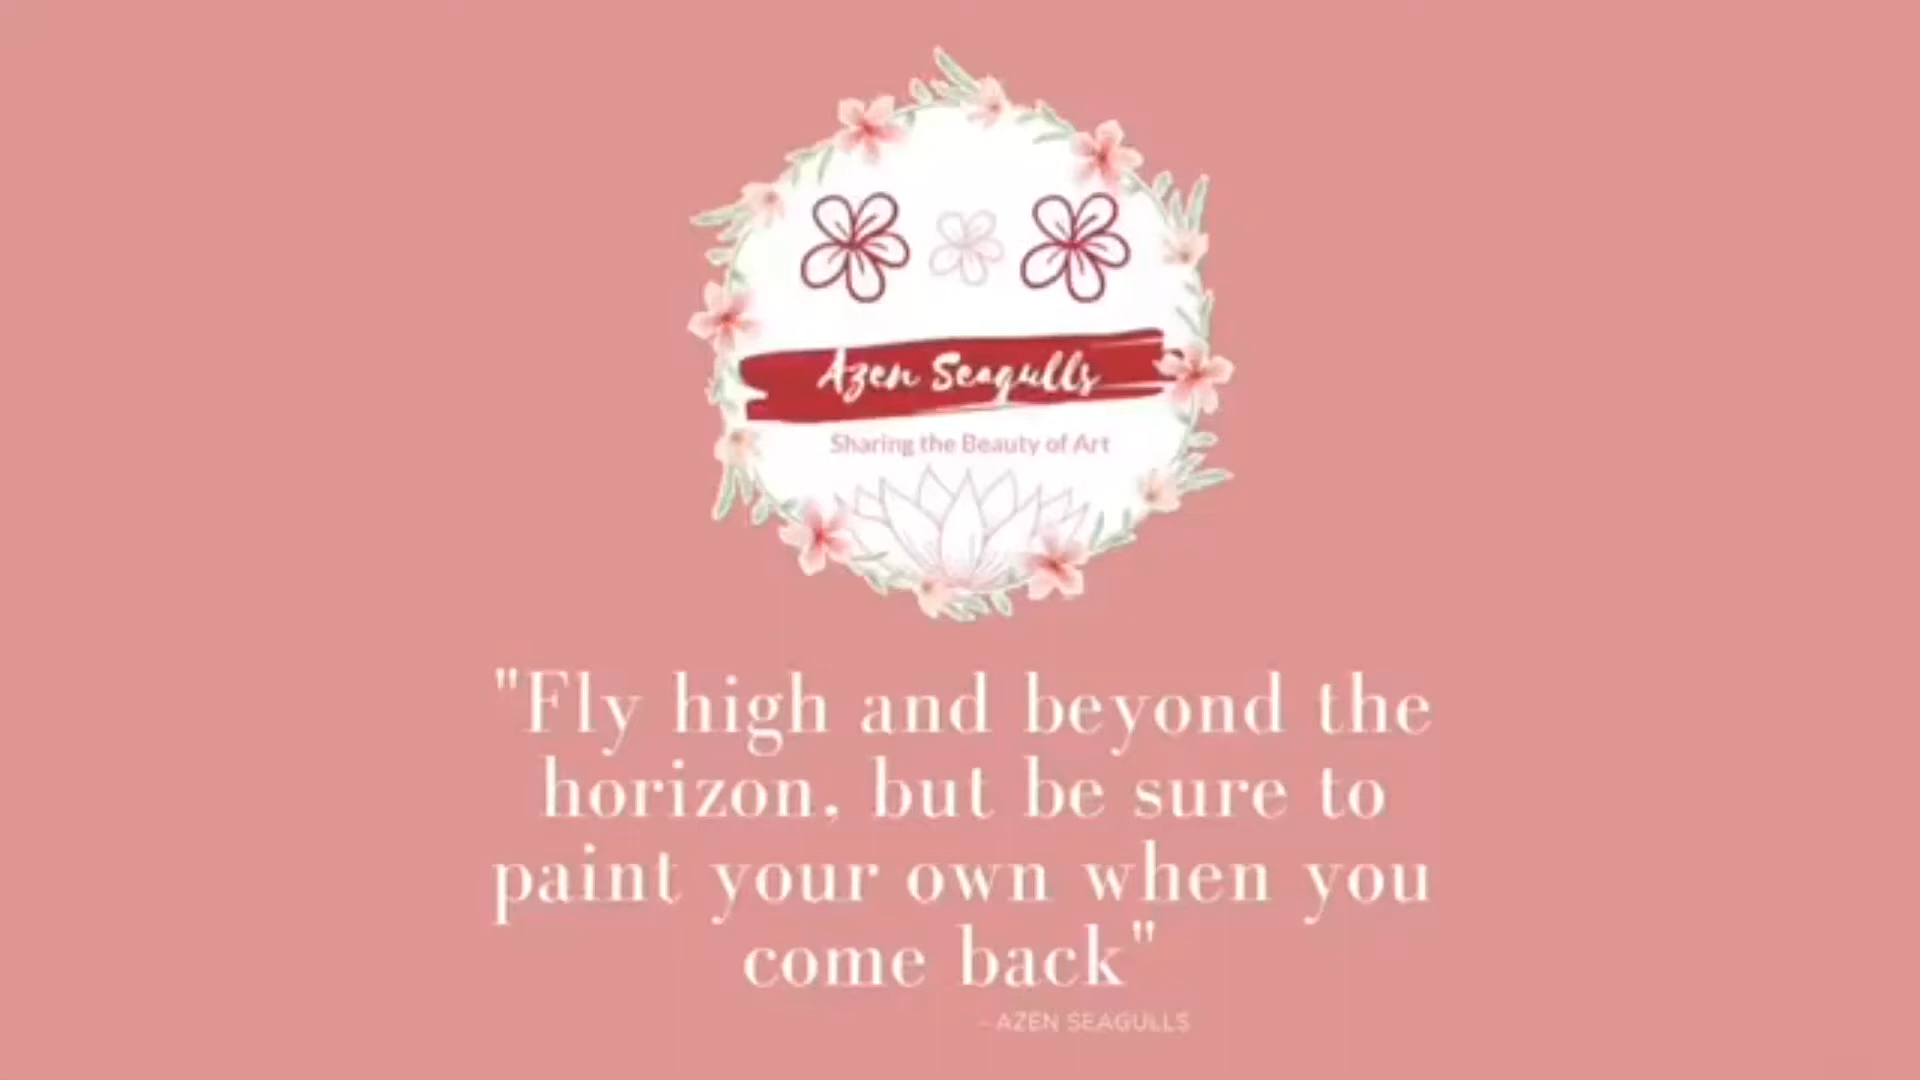 Azen Seagulls
Sharing the Beauty of Art
"Fly high and beyond the
horizon, but be sure to
paint your own when you
come back"
- AZEN SEAGULLS